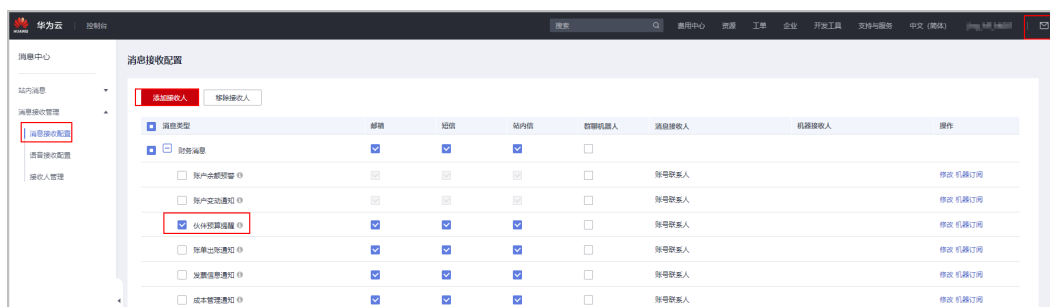 HUAWEI
华为云 控制台 搜索 费用中心 资源 工单 企业 开发工具 支持与服务 中文 (简体)
消息中心
消息接收配置
站内消息
添加接收人 移除接收人
消息接收管理
消息类型 邮箱 短信 站内信 群聊机器人 消息接收人 机器接收人 操作
消息接收配置
财务消息
语音接收配置
账户余额预警 账号联系人 修改 机器订阅
接收人管理
账户变动通知 账号联系人 修改 机器订阅
伙伴预算提醒 账号联系人 修改 机器订阅
账单出账通知 账号联系人 修改 机器订阅
发票信息通知 账号联系人 修改 机器订阅
成本管理通知 账号联系人 修改 机器订阅